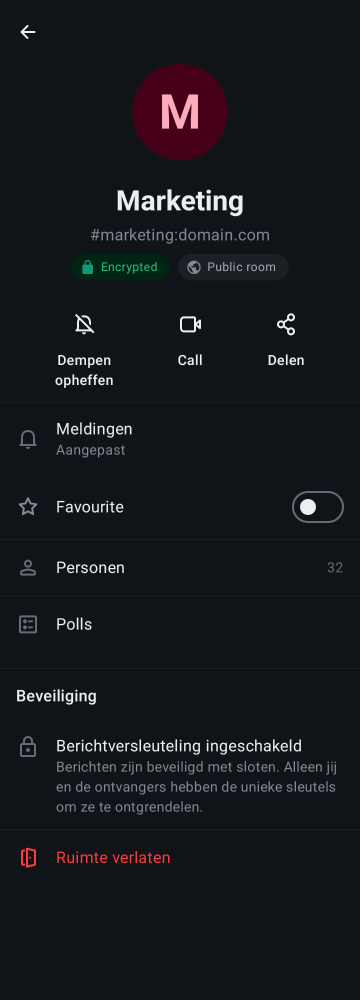 M
Marketing
#marketing:domain.com
Encrypted
Public room
Dempen
opheffen
Call
Delen
Meldingen
Aangepast
Favourite
Personen
32
Polls
Beveiliging
Berichtversleuteling ingeschakeld
Berichten zijn beveiligd met sloten. Alleen jij
en de ontvangers hebben de unieke sleutels
om ze te ontgrendelen.
Ruimte verlaten